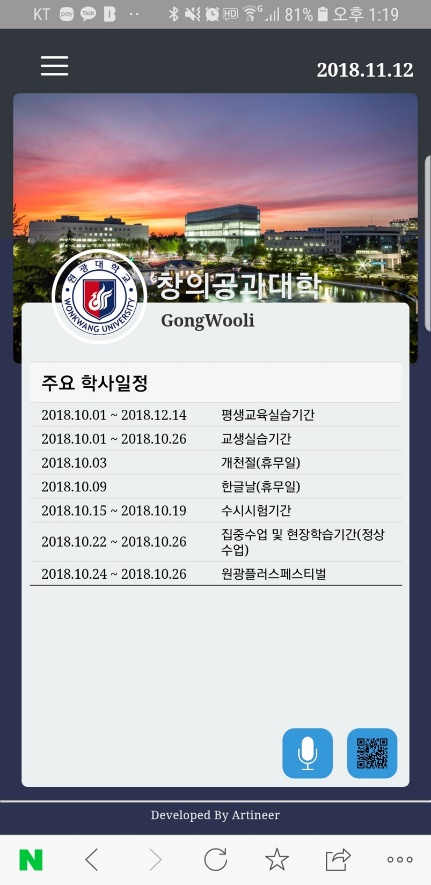 KT pay TALK B ·· HD G 81% 오후 1:19
2018.11.12
원광대학교
WONKWANG UNIVERSITY
창의공과대학
GongWooli
주요 학사일정
2018.10.01 ~ 2018.12.14 평생교육실습기간
2018.10.01 ~ 2018.10.26 교생실습기간
2018.10.03 개천절(휴무일)
2018.10.09 한글날(휴무일)
2018.10.15 ~ 2018.10.19 수시시험기간
2018.10.22 ~ 2018.10.26 집중수업 및 현장학습기간(정상
수업)
2018.10.24 ~ 2018.10.26 원광플러스페스티벌
Developed By Artineer
N